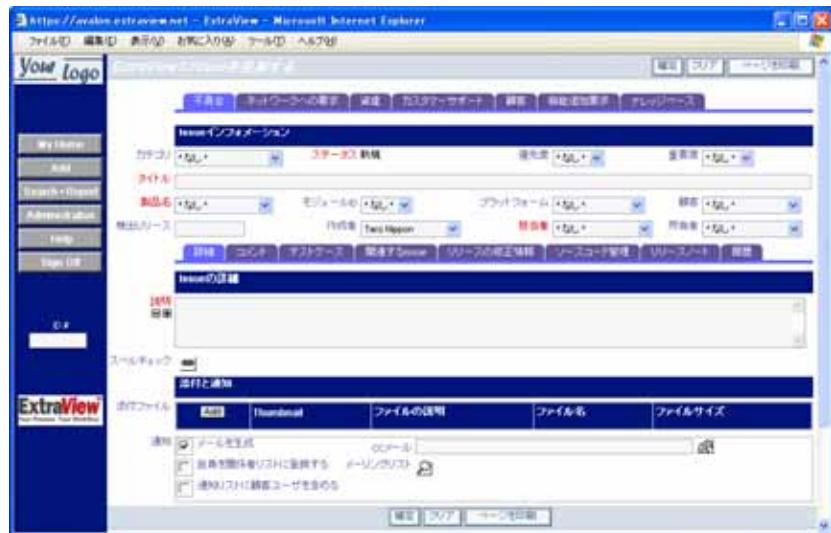 https://avalon.extraview.net - ExtraView - Microsoft Internet Explorer
ファイル(F) 編集(E) 表示(V) お気に入り(A) ツール(T) ヘルプ(H)
Your Logo
確定 クリア ページを印刷
不具合 ネットワークへの要求 資産 カスタマーサポート 顧客 機能追加要求 ナレッジベース
Issueインフォメーション
My Home
Add
Search - Report
Administration
Help
Sign Off
カテゴリ *なし* ステータス 新規 優先度 *なし* 重要度 *なし*
タイトル
製品名 *なし* モジュールID *なし* プラットフォーム *なし* 顧客 *なし*
検出リリース 作成者 Taro Nippon 担当者 *なし* 所有者 *なし*
詳細 コメント テストケース 関連するIssue リリースの修正情報 ソースコード管理 リリースノート 履歴
Issueの詳細
説明
ID #
スペルチェック
添付と通知
ExtraView
添付ファイル Add Thumbnail ファイルの説明 ファイル名 ファイルサイズ
通知 メールを生成 CCメール
自身を関係者リストに登録する メーリングリスト
通知リストに顧客ユーザを含める
確定 クリア ページを印刷